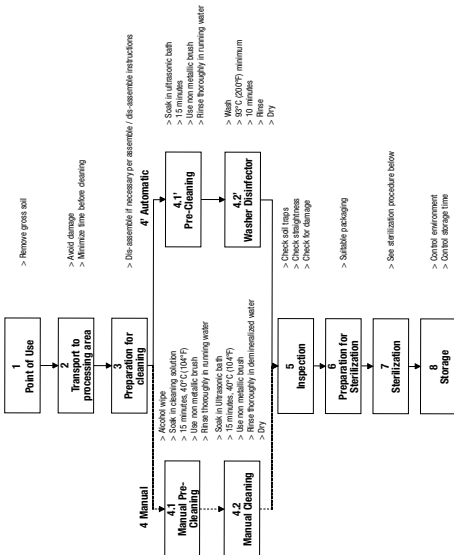 1
Point of Use
> Remove gross soil
2
Transport to
processing area
> Avoid damage
> Minimize time before cleaning
3
Preparation for
cleaning
> Dis-assemble if necessary per assemble / dis-assemble instructions
4 Manual
4.1
Manual Pre-
Cleaning
> Alcohol wipe
> Soak in cleaning solution
> 15 minutes, 40°C (104°F)
> Use non metallic brush
> Rinse thoroughly in running water
4.2
Manual Cleaning
> Soak in Ultrasonic bath
> 15 minutes, 40°C (104°F)
> Use non metallic brush
> Rinse thoroughly in demineralized water
> Dry
4' Automatic
4.1'
Pre-Cleaning
> Soak in ultrasonic bath
> 15 minutes
> Use non metallic brush
> Rinse thoroughly in running water
4.2'
Washer Disinfector
> Wash
> 93°C (200°F) minimum
> 10 minutes
> Rinse
> Dry
5
Inspection
> Check soil traps
> Check straightness
> Check for damage
6
Preparation for
Sterilization
> Suitable packaging
7
Sterilization
> See sterilization procedure below
8
Storage
> Control environment
> Control storage time